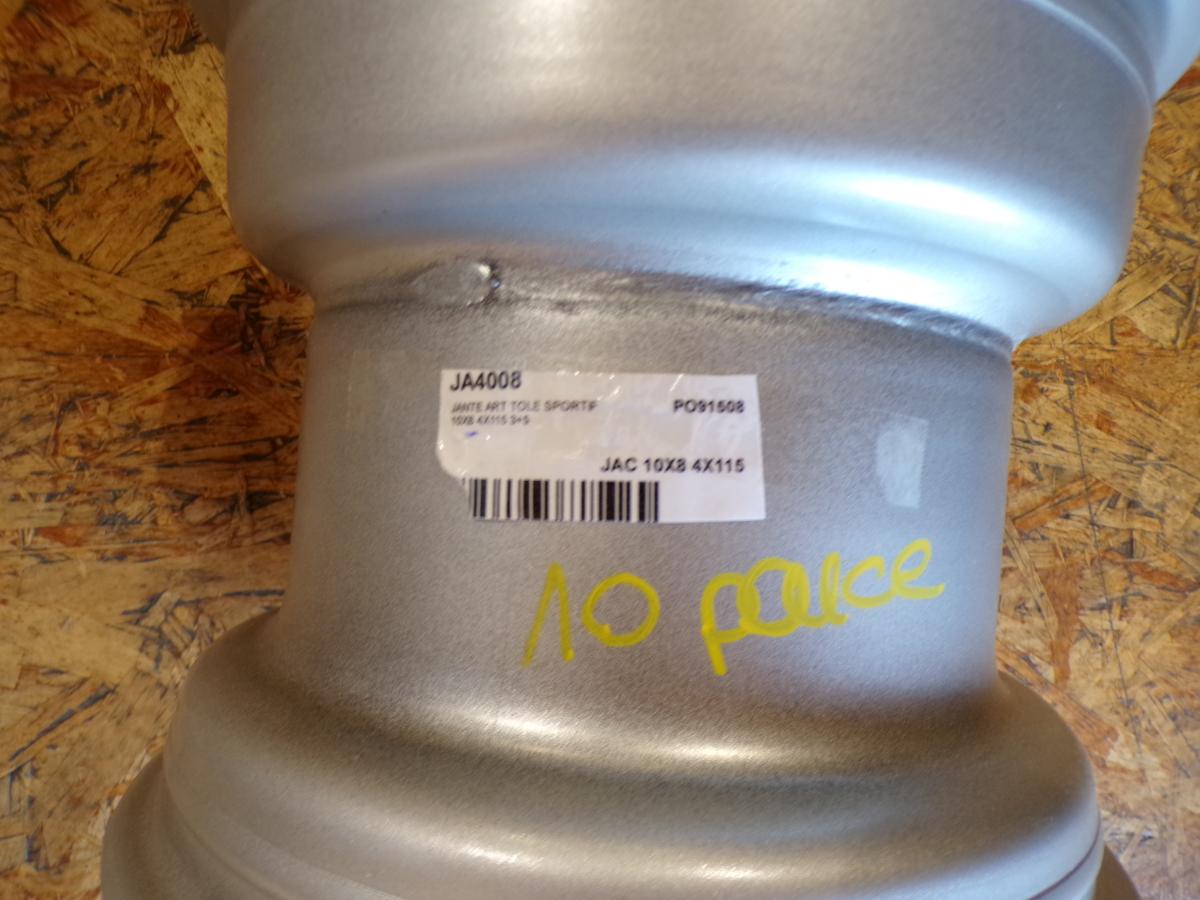 JA4008
JANTE ART TOLE SPORTIF
PO91508
10X8 4X115 3+5
JAC 10X8 4X115
10 pouce